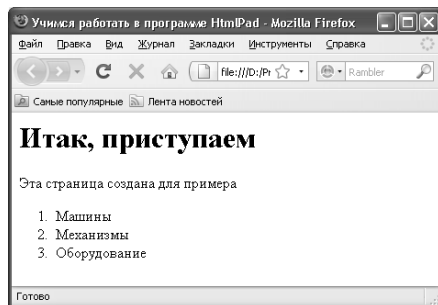 Учимся работать в программе HtmlPad - Mozilla Firefox
Файл Правка Вид Журнал Закладки Инструменты Справка
file:///D:/Pr Rambler
Самые популярные Лента новостей
Итак, приступаем
Эта страница создана для примера
1. Машины
2. Механизмы
3. Оборудование
Готово